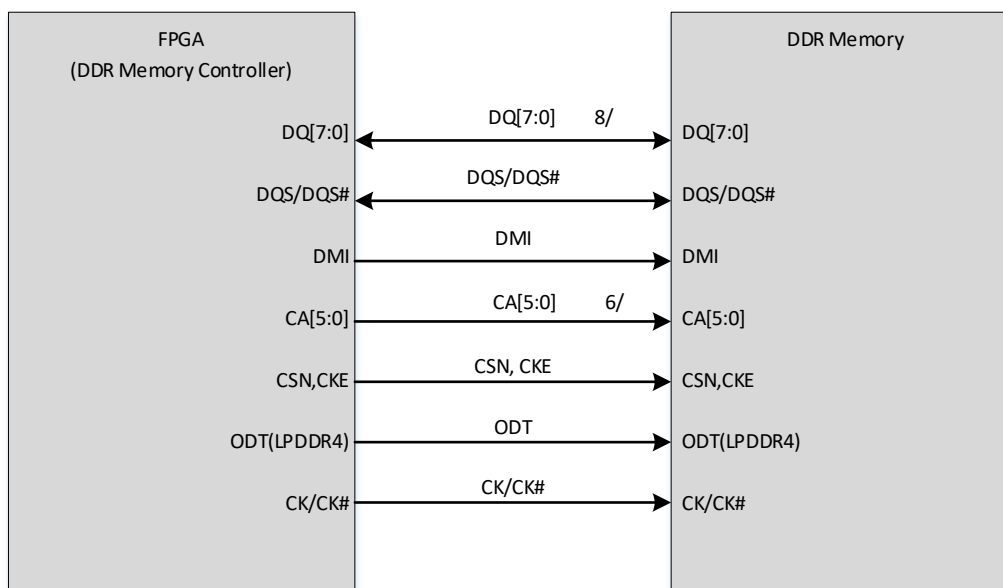 FPGA
(DDR Memory Controller)
DDR Memory
DQ[7:0] DQ[7:0] 8/ DQ[7:0]
DQS/DQS# DQS/DQS# DQS/DQS#
DMI DMI DMI
CA[5:0] CA[5:0] 6/ CA[5:0]
CSN,CKE CSN, CKE CSN,CKE
ODT(LPDDR4) ODT ODT(LPDDR4)
CK/CK# CK/CK# CK/CK#